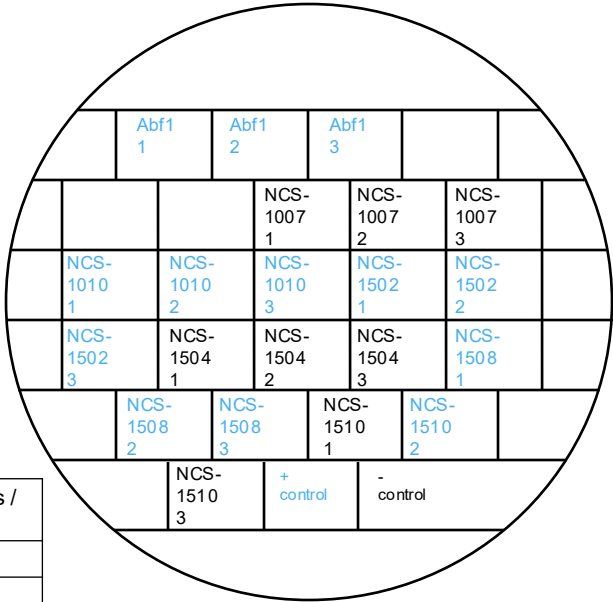 Abf1
1
Abf1
2
Abf1
3
NCS-
1007
1
NCS-
1007
2
NCS-
1007
3
NCS-
1010
1
NCS-
1010
2
NCS-
1010
3
NCS-
1502
1
NCS-
1502
2
NCS-
1502
3
NCS-
1504
1
NCS-
1504
2
NCS-
1504
3
NCS-
1508
1
NCS-
1508
2
NCS-
1508
3
NCS-
1510
1
NCS-
1510
2
s /
NCS-
1510
3
+
control
-
control